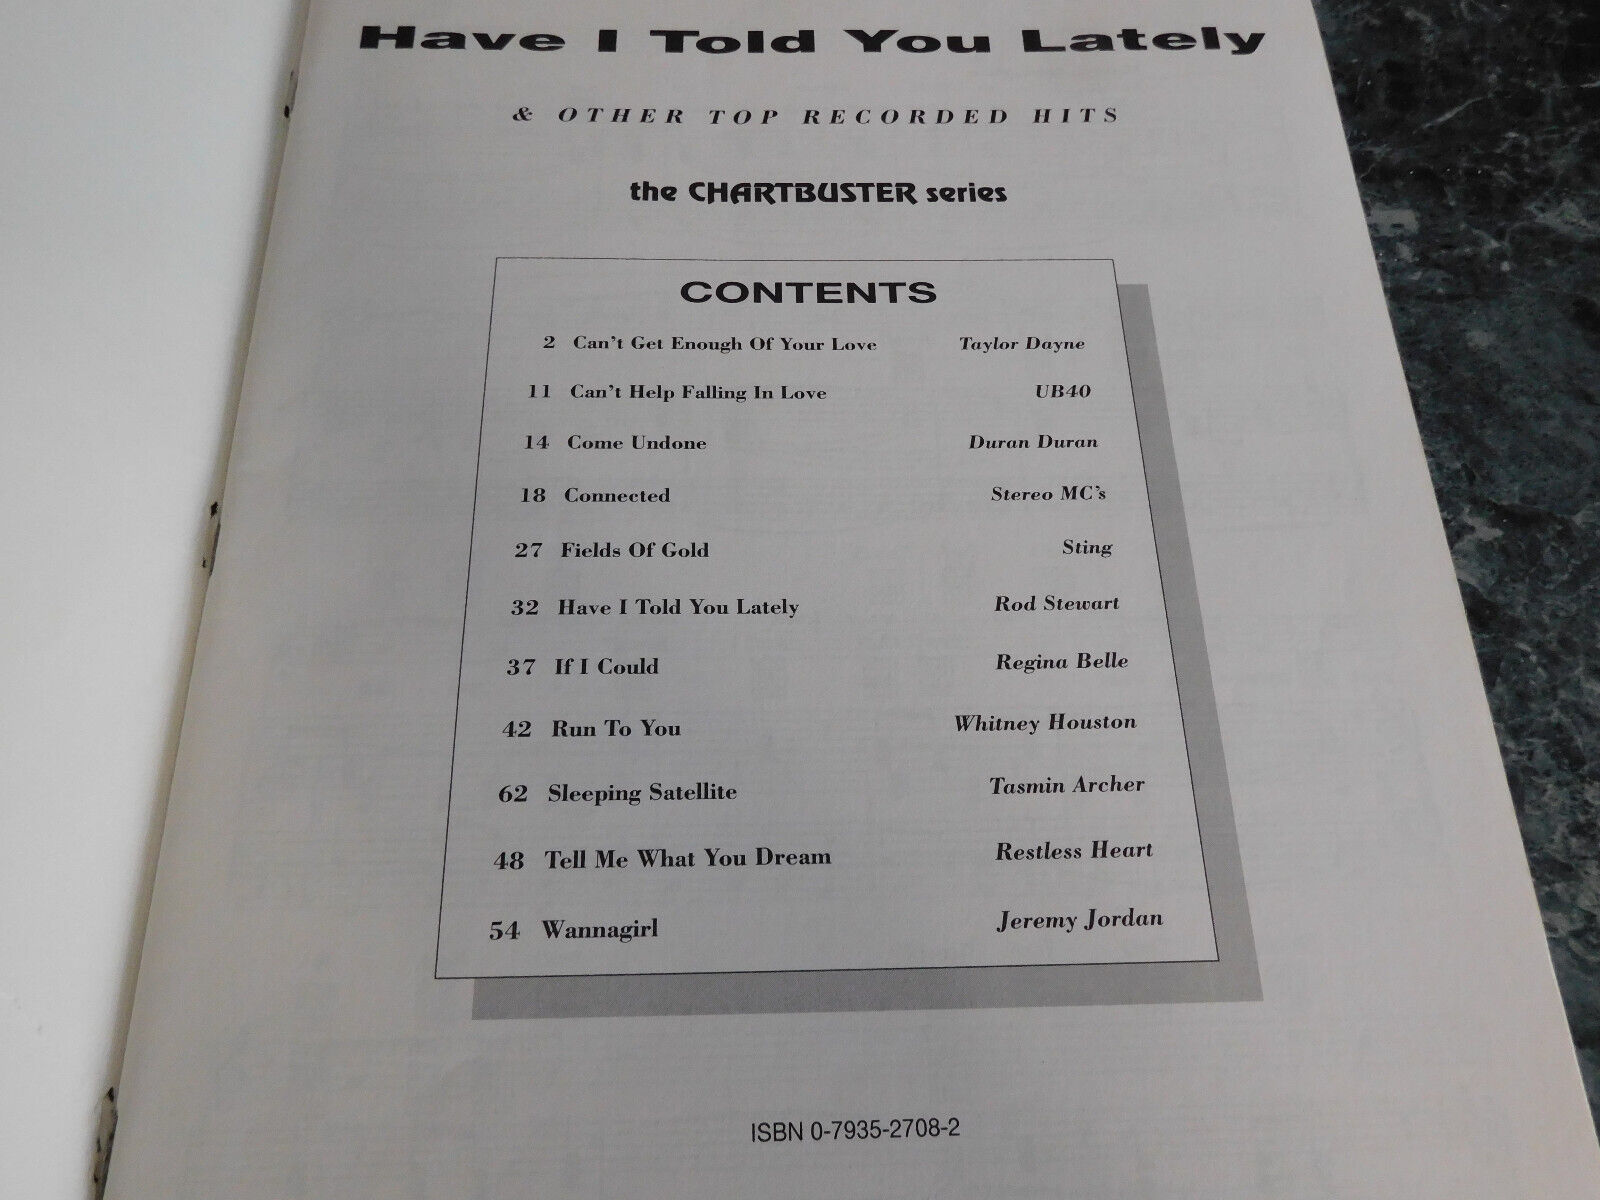 Have I Told You Lately
& OTHER TOP RECORDED HITS
the CHARTBUSTER series
CONTENTS
2 Can't Get Enough Of Your Love Taylor Dayne
11 Can't Help Falling In Love UB40
14 Come Undone Duran Duran
18 Connected Stereo MC's
27 Fields Of Gold Sting
32 Have I Told You Lately Rod Stewart
37 If I Could Regina Belle
42 Run To You Whitney Houston
62 Sleeping Satellite Tasmin Archer
48 Tell Me What You Dream Restless Heart
54 Wannagirl Jeremy Jordan
ISBN 0-7935-2708-2